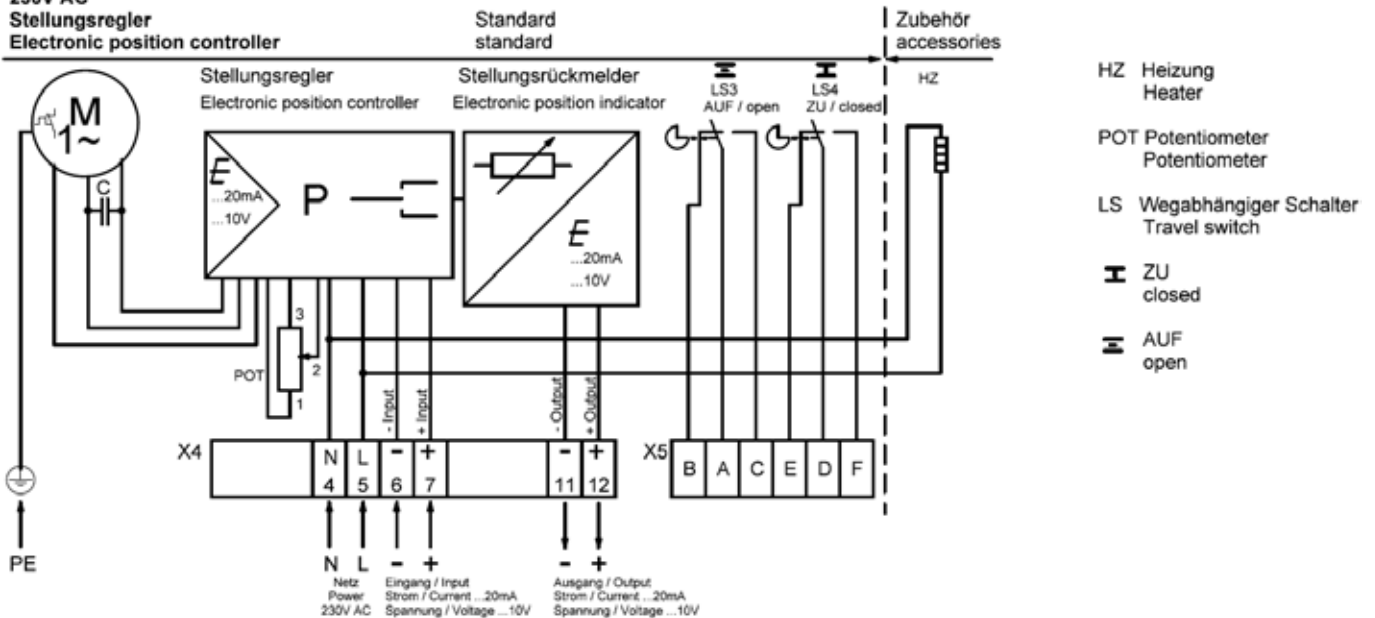 230V AC
Stellungsregler
Electronic position controller
Standard
standard
Zubehör
accessories
M
1~
C
Stellungsregler
Electronic position controller
E
...20mA
...10V
P
Stellungsrückmelder
Electronic position indicator
E
...20mA
...10V
LS3
AUF / open
LS4
ZU / closed
HZ
3
POT
2
1
- Input
+ Input
- Output
+ Output
X4
N
4
L
5
-
6
+
7
-
11
+
12
X5
B
A
C
E
D
F
PE
N
L
-
+
-
+
Netz
Power
230V AC
Eingang / Input
Strom / Current ...20mA
Spannung / Voltage ...10V
Ausgang / Output
Strom / Current ...20mA
Spannung / Voltage ...10V
HZ Heizung
Heater
POT Potentiometer
Potentiometer
LS Wegabhängiger Schalter
Travel switch
ZU
closed
AUF
open